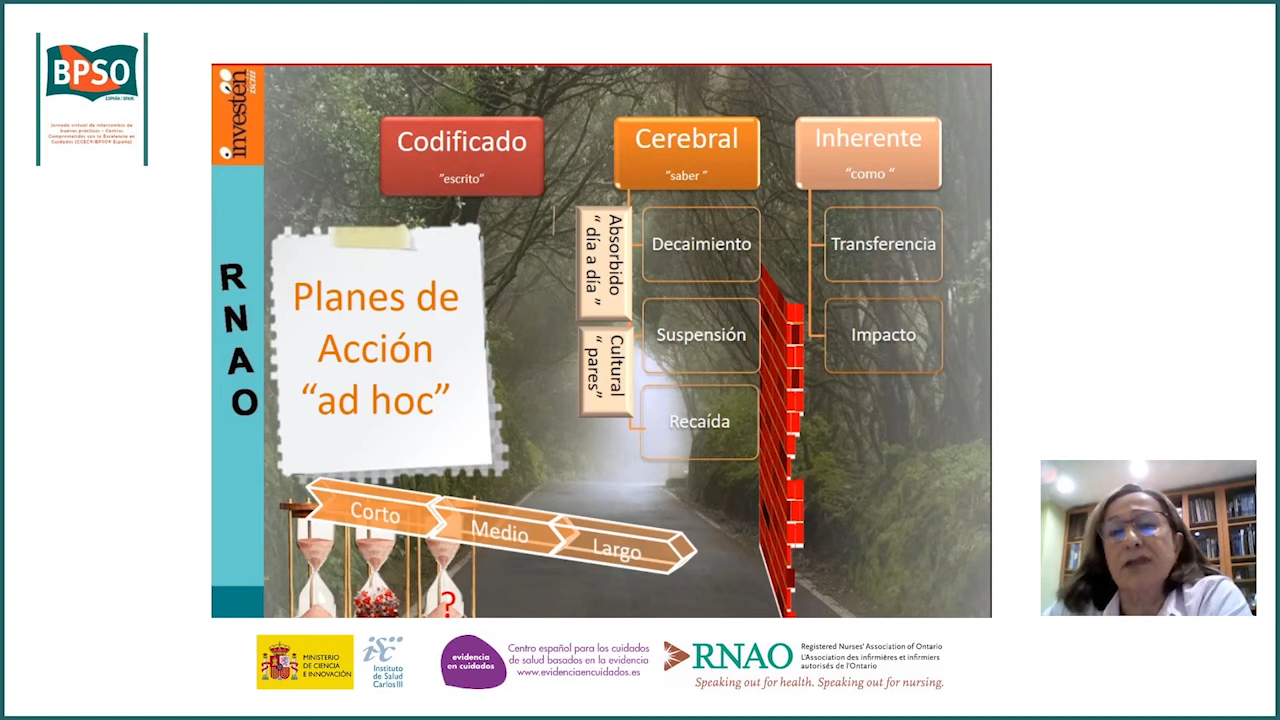 BPSO
ESPAÑA / SPAIN
Jornada virtual de intercambio de
buenas prácticas - Centros
Comprometidos con la Excelencia en
Cuidados (CCEC®/BPSO® España)
investén
isciii
RNAO
Codificado
"escrito"
Cerebral
"saber "
Inherente
"como "
Absorbido
" día a día "
Cultural
" pares"
Decaimiento
Suspensión
Recaída
Transferencia
Impacto
Planes de
Acción
"ad hoc"
Corto
Medio
Largo
?
MINISTERIO
DE CIENCIA
E INNOVACIÓN
isc
Instituto
de Salud
Carlos III
evidencia
en cuidados
Centro español para los cuidados
de salud basados en la evidencia
www.evidenciaencuidados.es
RNAO
Registered Nurses' Association of Ontario
L'Association des infirmières et infirmiers
autorisés de l'Ontario
Speaking out for health. Speaking out for nursing.